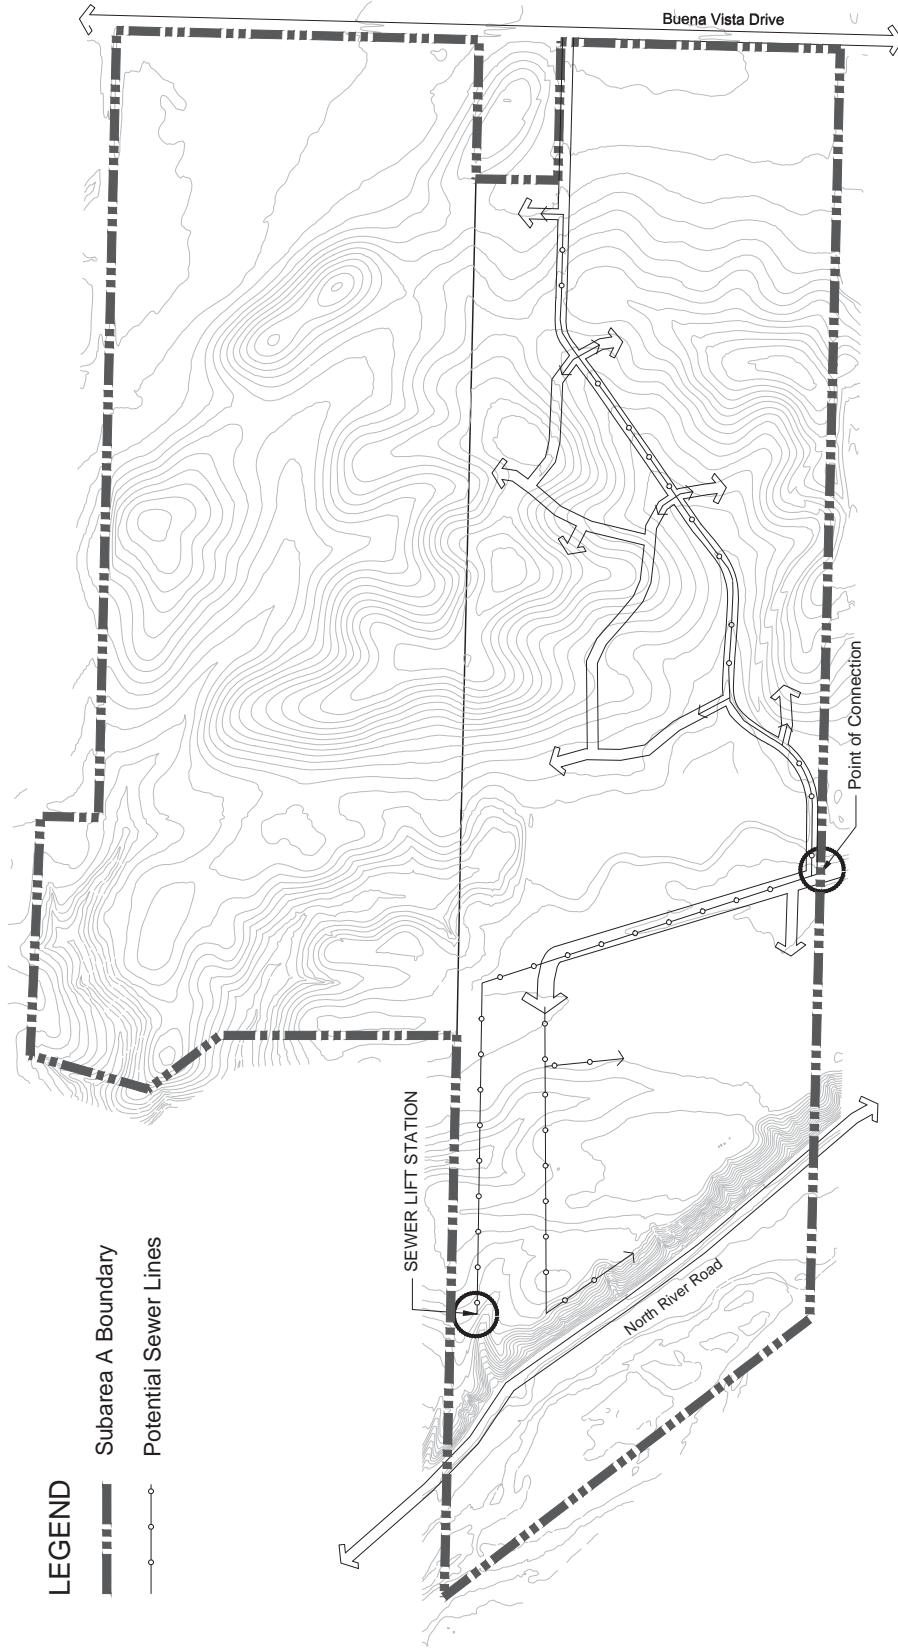 Buena Vista Drive
Point of Connection
SEWER LIFT STATION
North River Road
LEGEND
Subarea A Boundary
Potential Sewer Lines